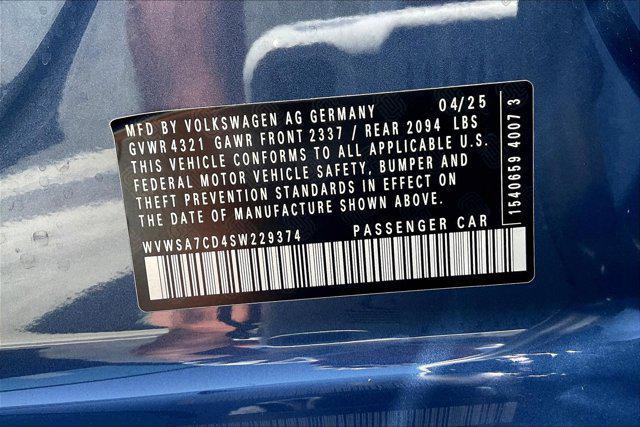 MFD BY VOLKSWAGEN AG GERMANY 04/25
GVWR 4321 GAWR FRONT 2337 / REAR 2094 LBS
THIS VEHICLE CONFORMS TO ALL APPLICABLE U.S.
FEDERAL MOTOR VEHICLE SAFETY, BUMPER AND
THEFT PREVENTION STANDARDS IN EFFECT ON
THE DATE OF MANUFACTURE SHOWN ABOVE.
WVWSA7CD4SW229374 PASSENGER CAR
1540659 4007 3